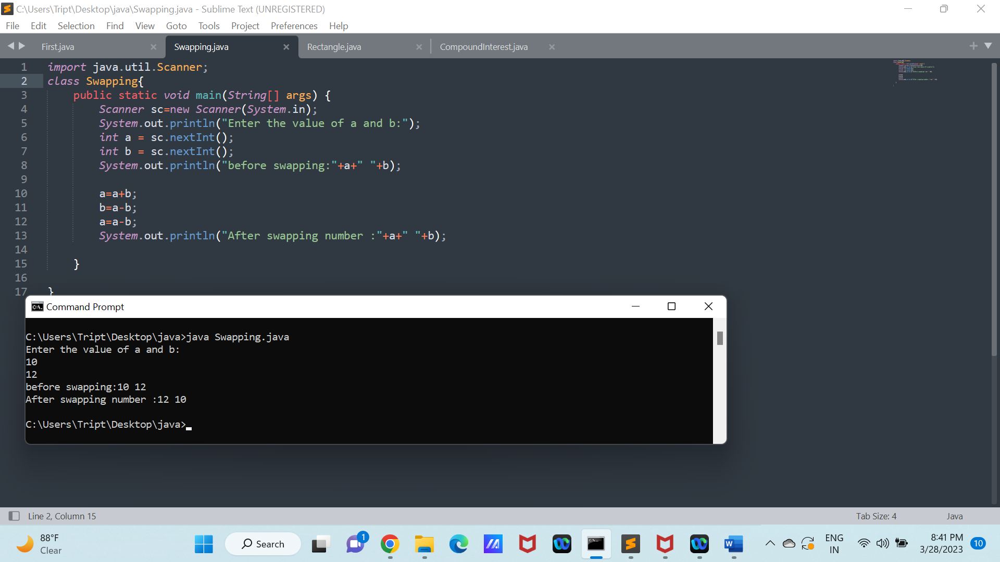 C:\Users\Tript\Desktop\java\Swapping.java - Sublime Text (UNREGISTERED)
File Edit Selection Find View Goto Tools Project Preferences Help
First.java Swapping.java Rectangle.java CompoundInterest.java
1 import java.util.Scanner;
2 class Swapping{
3 public static void main(String[] args) {
4 Scanner sc=new Scanner(System.in);
5 System.out.println("Enter the value of a and b:");
6 int a = sc.nextInt();
7 int b = sc.nextInt();
8 System.out.println("before swapping:"+a+" "+b);
9
10 a=a+b;
11 b=a-b;
12 a=a-b;
13 System.out.println("After swapping number :"+a+" "+b);
14
15 }
16
17 }
Command Prompt
C:\Users\Tript\Desktop\java>java Swapping.java
Enter the value of a and b:
10
12
before swapping:10 12
After swapping number :12 10
C:\Users\Tript\Desktop\java>
Line 2, Column 15 Tab Size: 4 Java
88°F
Clear
Search
1
ENG
IN
8:41 PM
3/28/2023
10